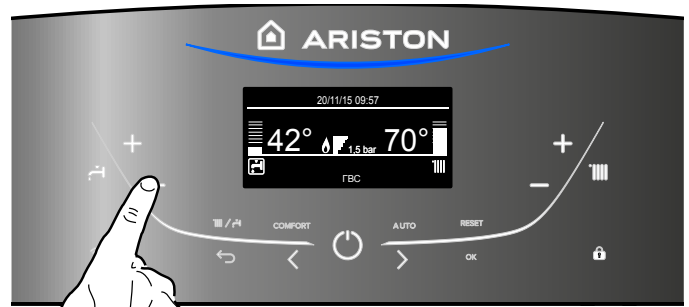 ARISTON
20/11/15 09:57
42° 1,5 bar 70°
ГВС
+ +
- -
COMFORT AUTO RESET
OK